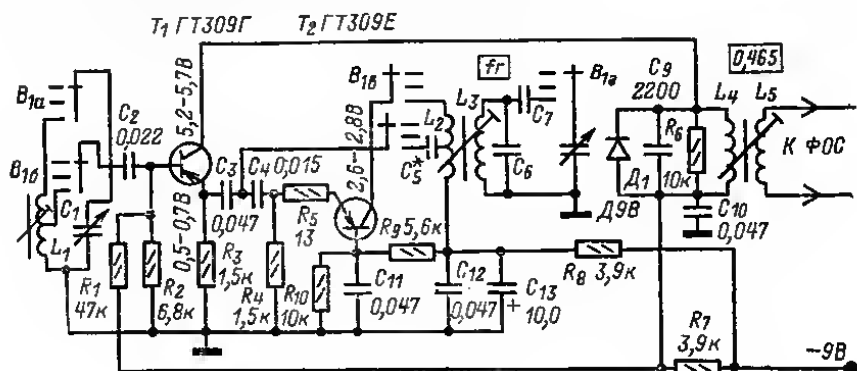 T₁ ГТ309Г
T₂ ГТ309Е
B₁а
B₁б
C₁
L₁
C₂
0,022
5,2–5,7В
0,5–0,7В
C₃
0,047
C₄
0,015
R₅
13
2,6–2,8В
B₁в
L₂
C₅*
L₃
fr
C₇
C₆
B₁г
C₉
2200
0,465
L₄
L₅
R₆
10к
К ФОС
Д₁
Д9В
C₁₀
0,047
R₁
47к
R₂
6,8к
R₃
1,5к
R₄
1,5к
R₁₀
10к
R₉ 5,6к
C₁₁
0,047
C₁₂
0,047
C₁₃
+ 10,0
R₈ 3,9к
R₇
3,9к
–9В